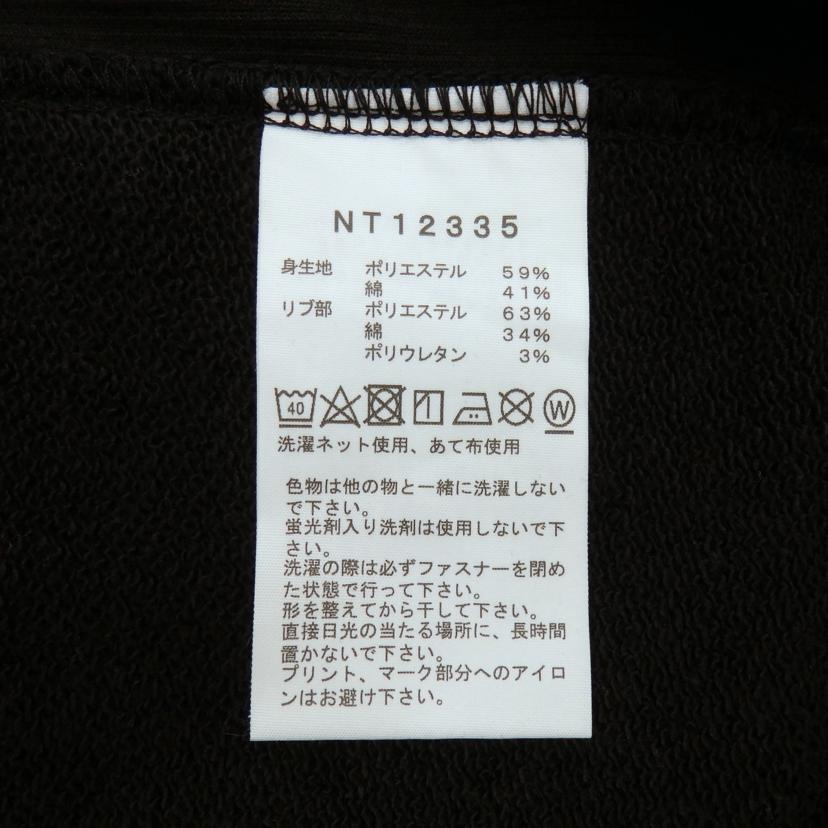 NT12335
身生地 ポリエステル 59%
綿 41%
リブ部 ポリエステル 63%
綿 34%
ポリウレタン 3%
40 W
洗濯ネット使用、あて布使用
色物は他の物と一緒に洗濯しない
で下さい。
蛍光剤入り洗剤は使用しないで下
さい。
洗濯の際は必ずファスナーを閉め
た状態で行って下さい。
形を整えてから干して下さい。
直接日光の当たる場所に、長時間
置かないで下さい。
プリント、マーク部分へのアイロ
ンはお避け下さい。